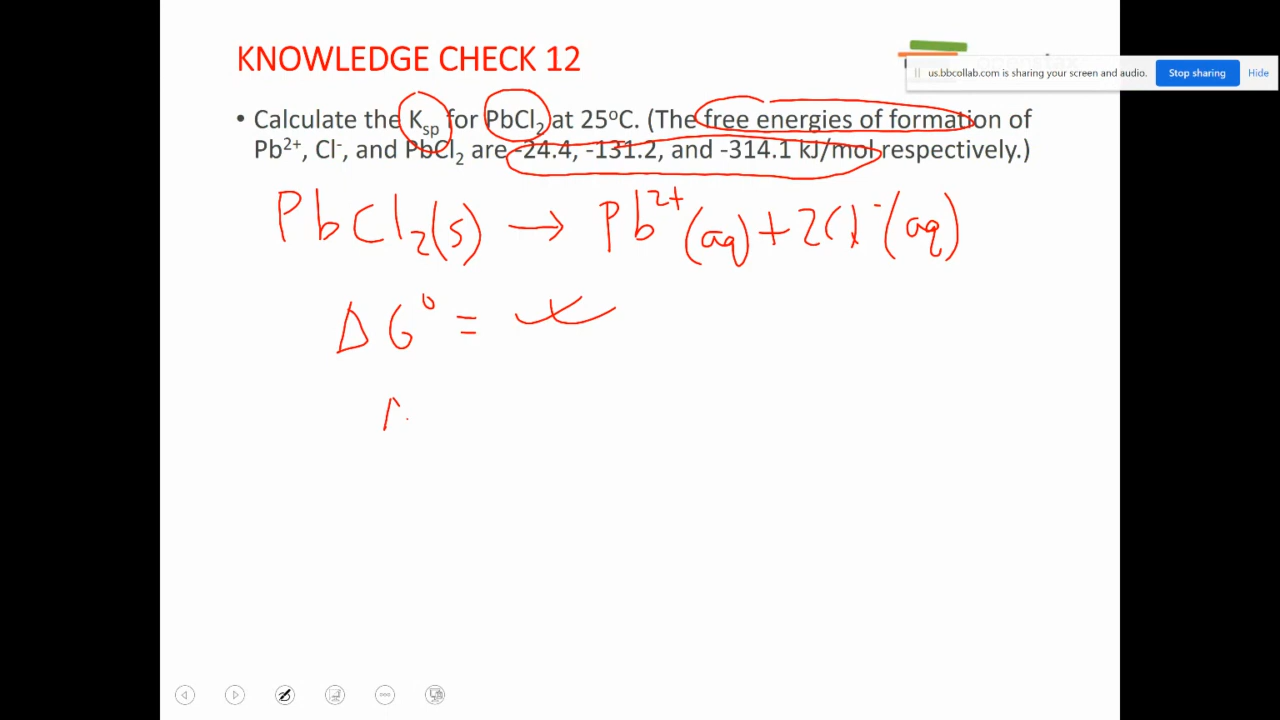 KNOWLEDGE CHECK 12
us.bbcollab.com is sharing your screen and audio. Stop sharing Hide
• Calculate the Ksp for PbCl2 at 25oC. (The free energies of formation of
Pb2+, Cl-, and PbCl2 are -24.4, -131.2, and -314.1 kJ/mol respectively.)
PbCl2(s) → Pb2+(aq) + 2Cl-(aq)
ΔG° =